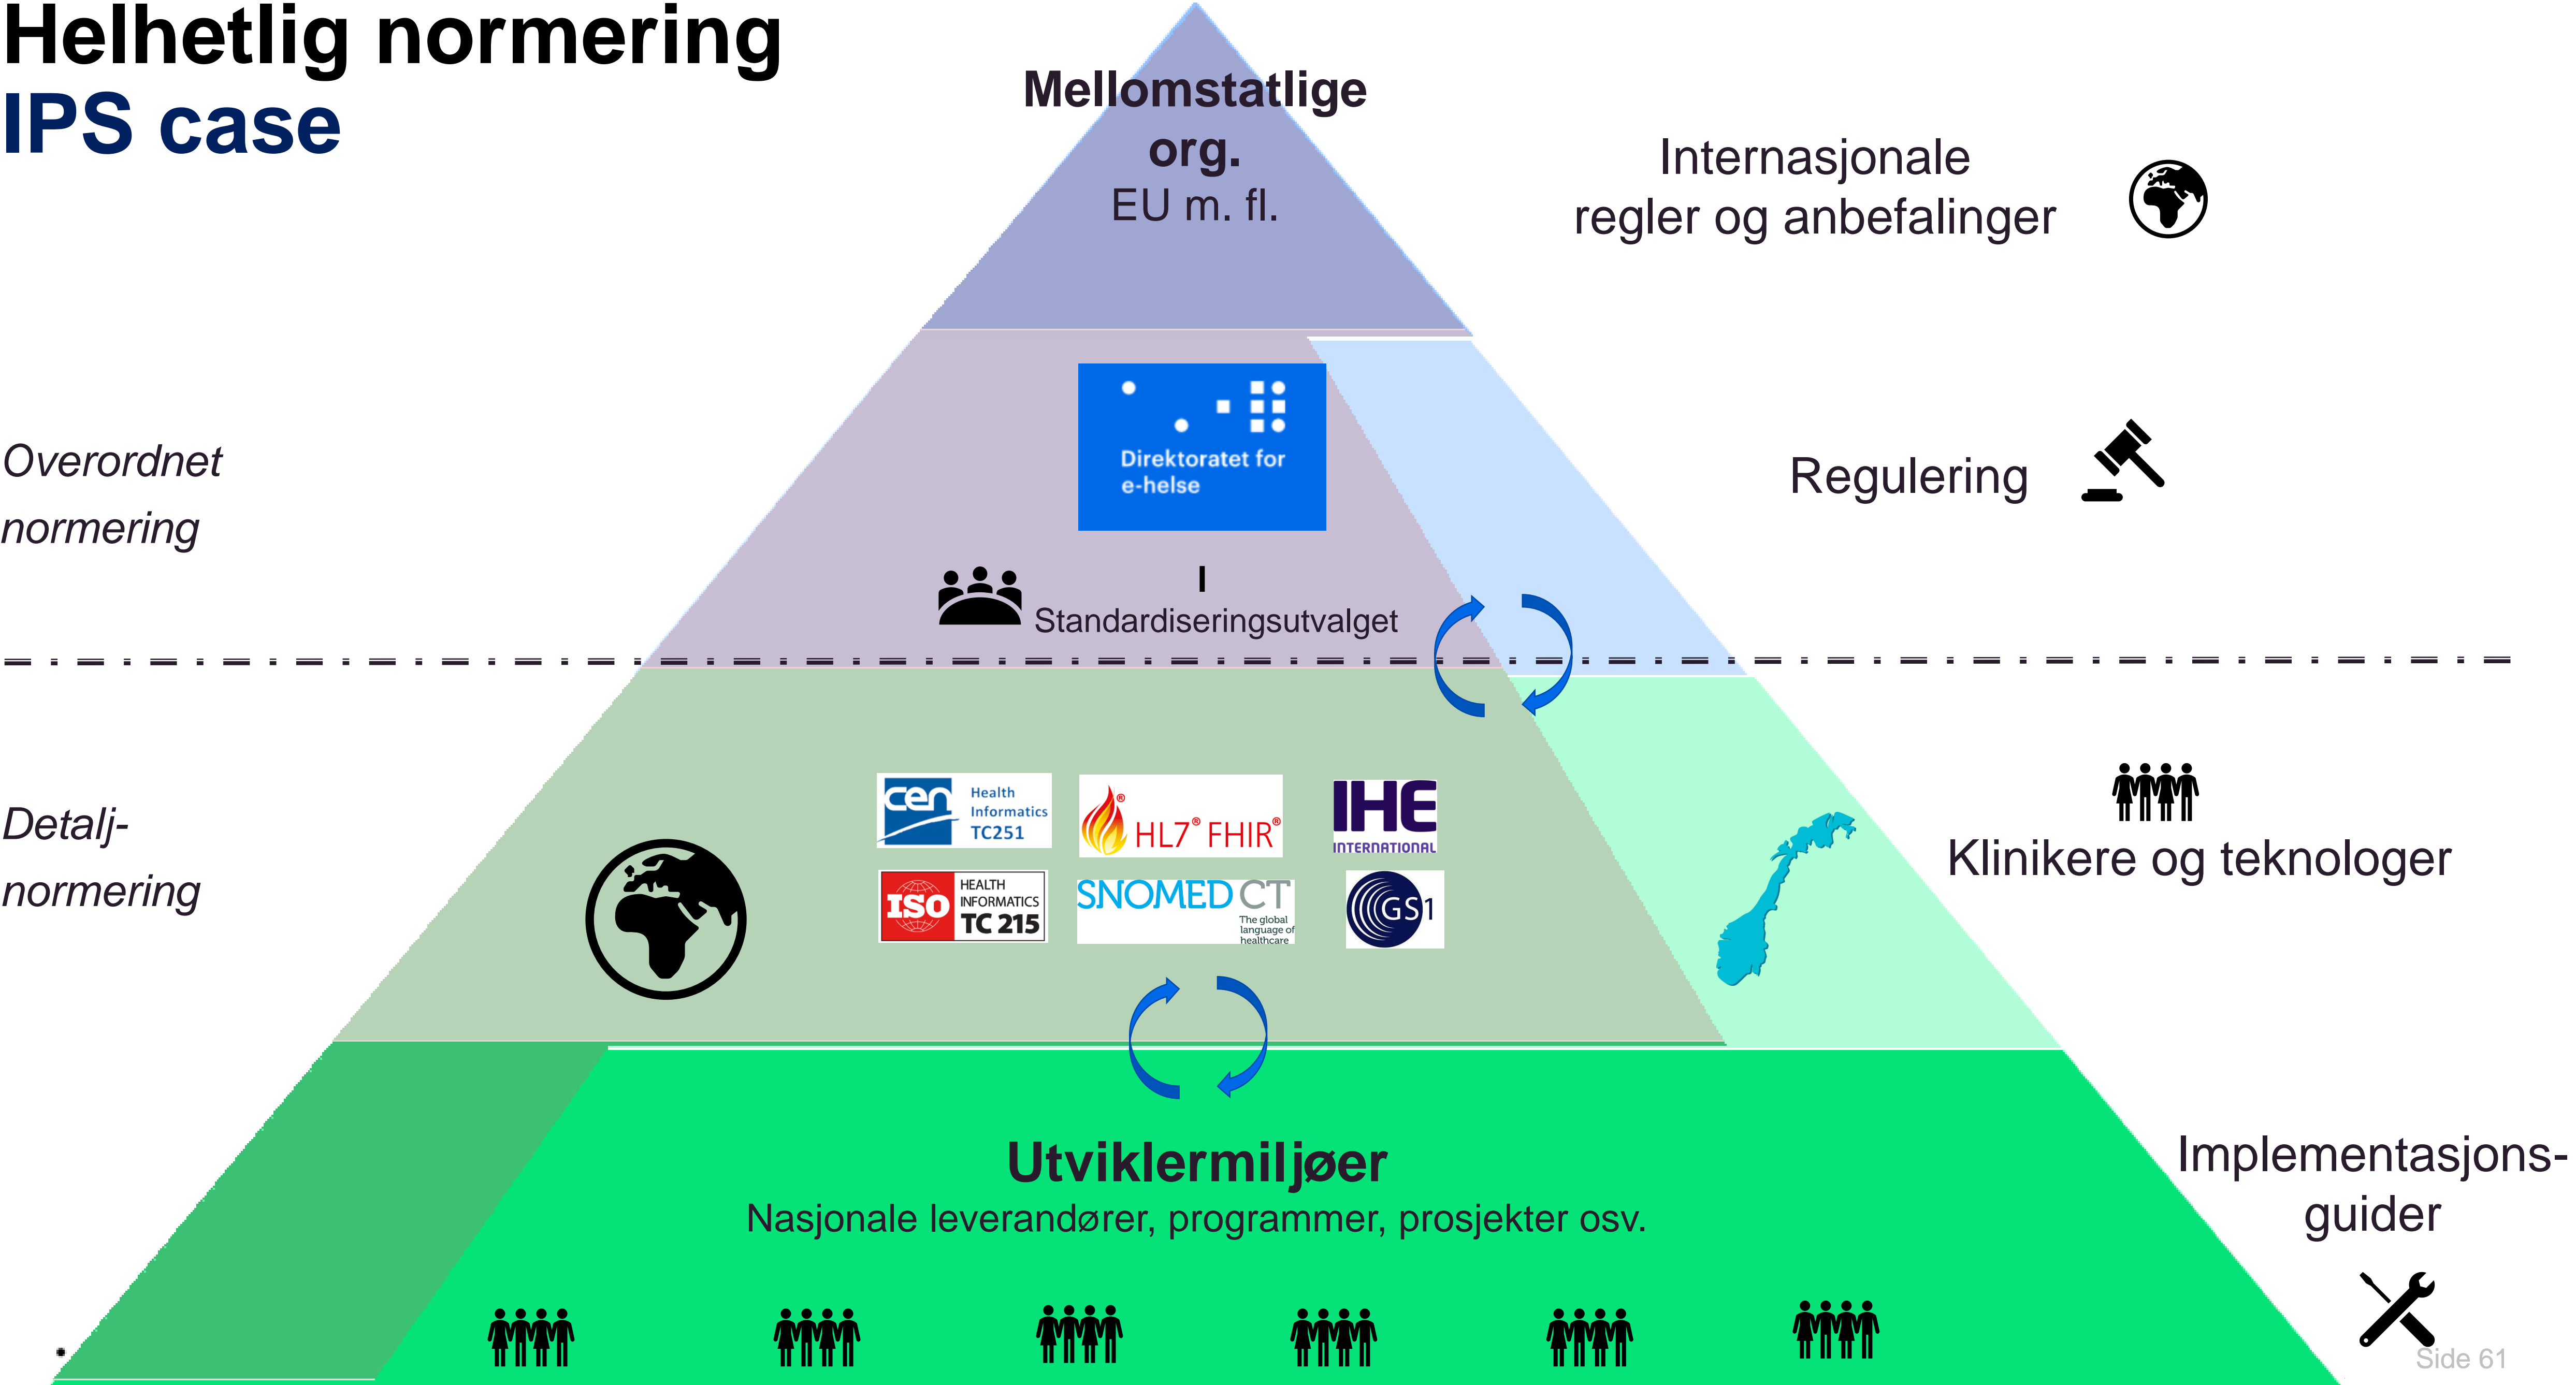 Helhetlig normering
IPS case
Mellomstatlige
org.
EU m. fl.
Internasjonale
regler og anbefalinger
Overordnet
normering
Direktoratet for
e-helse
Regulering
I
Standardiseringsutvalget
Detalj-
normering
cen
Health
Informatics
TC251
HL7® FHIR®
IHE
INTERNATIONAL
ISO
HEALTH
INFORMATICS
TC 215
SNOMED CT
The global
language of
healthcare
GS1
Klinikere og teknologer
Utviklermiljøer
Nasjonale leverandører, programmer, prosjekter osv.
Implementasjons-
guider
Side 61